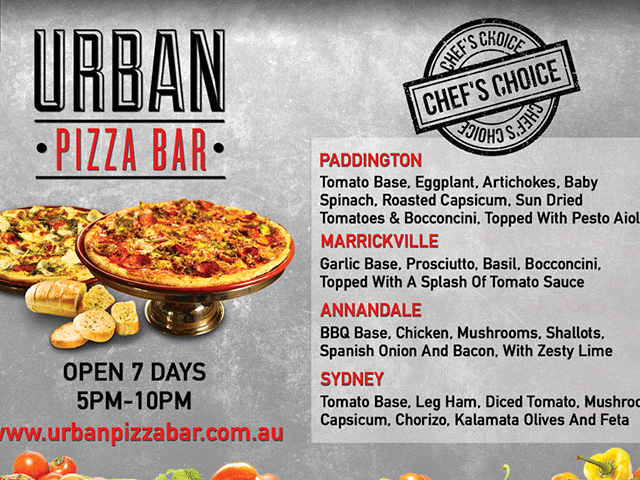 URBAN
• PIZZA BAR •
OPEN 7 DAYS
5PM-10PM
www.urbanpizzabar.com.au
CHEF'S CHOICE
CHEF'S CHOICE
CHEF'S CHOICE
PADDINGTON
Tomato Base, Eggplant, Artichokes, Baby
Spinach, Roasted Capsicum, Sun Dried
Tomatoes & Bocconcini, Topped With Pesto Aiol
MARRICKVILLE
Garlic Base, Prosciutto, Basil, Bocconcini,
Topped With A Splash Of Tomato Sauce
ANNANDALE
BBQ Base, Chicken, Mushrooms, Shallots,
Spanish Onion And Bacon, With Zesty Lime
SYDNEY
Tomato Base, Leg Ham, Diced Tomato, Mushroo
Capsicum, Chorizo, Kalamata Olives And Feta